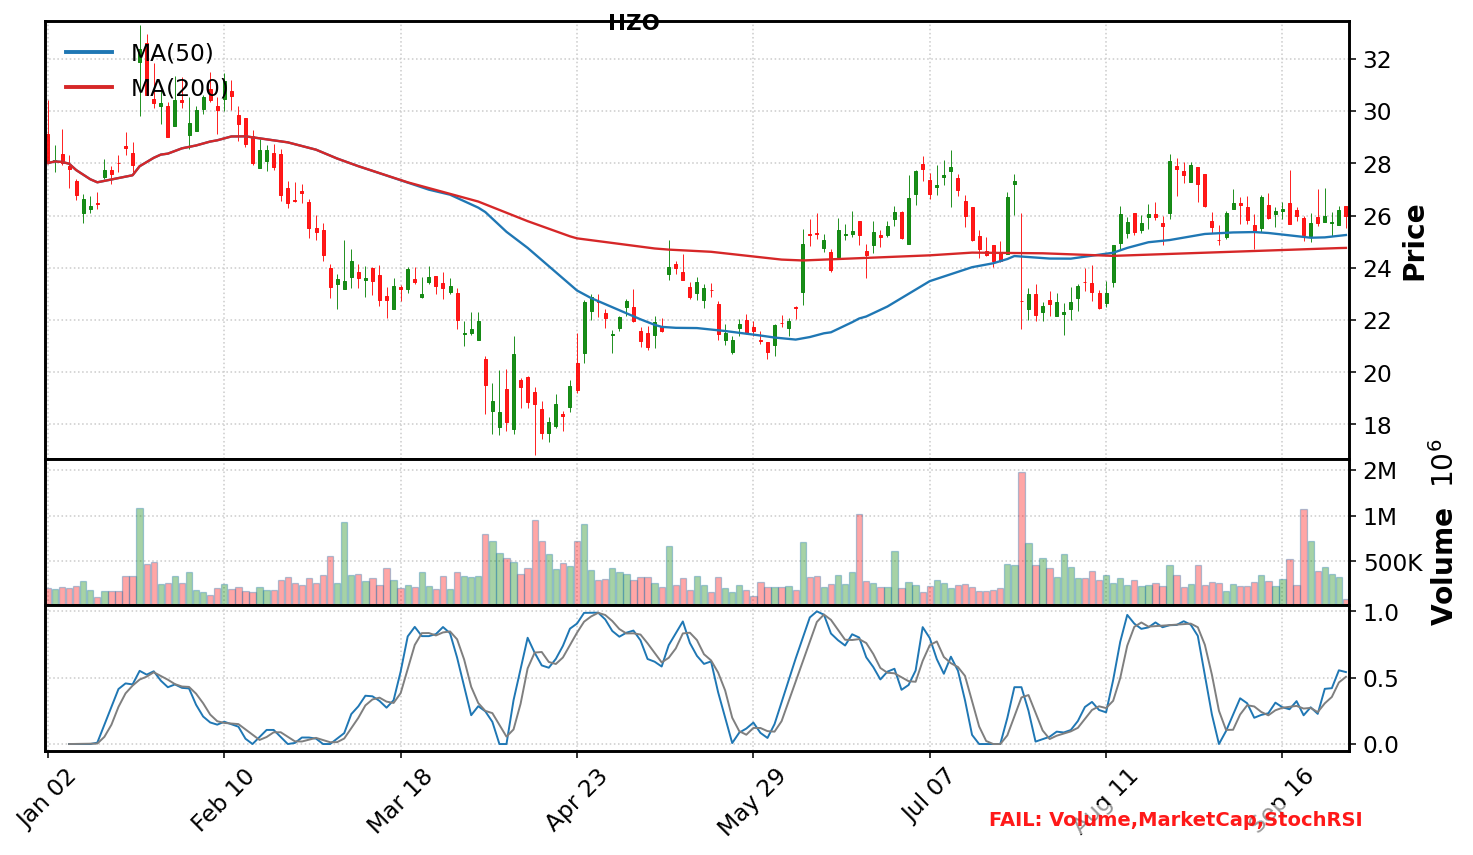 HZO
MA(50)
MA(200)
32
30
28
26
24
22
20
18
Price
2M
1M
500K
Volume 10^6
1.0
0.5
0.0
Jan 02
Feb 10
Mar 18
Apr 23
May 29
Jul 07
Aug 11
Sep 16
FAIL: Volume,MarketCap,StochRSI